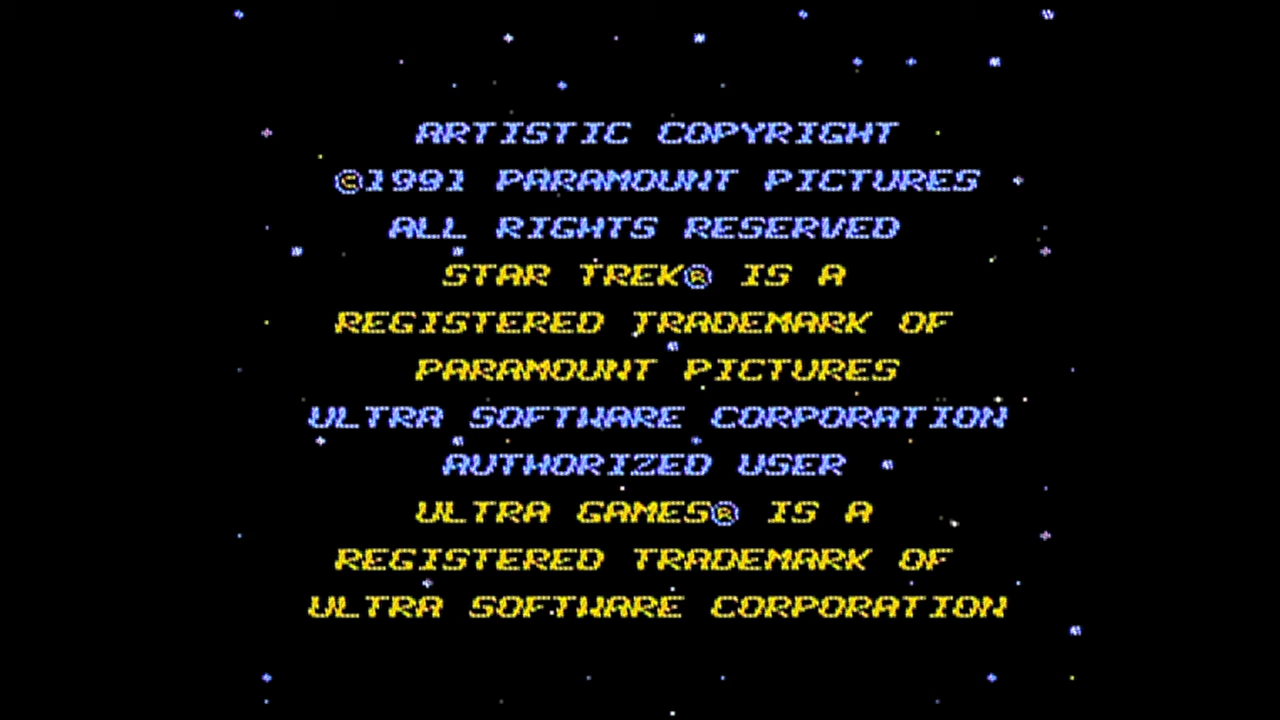 ARTISTIC COPYRIGHT
©1991 PARAMOUNT PICTURES
ALL RIGHTS RESERVED
STAR TREK® IS A
REGISTERED TRADEMARK OF
PARAMOUNT PICTURES
ULTRA SOFTWARE CORPORATION
AUTHORIZED USER
ULTRA GAMES® IS A
REGISTERED TRADEMARK OF
ULTRA SOFTWARE CORPORATION